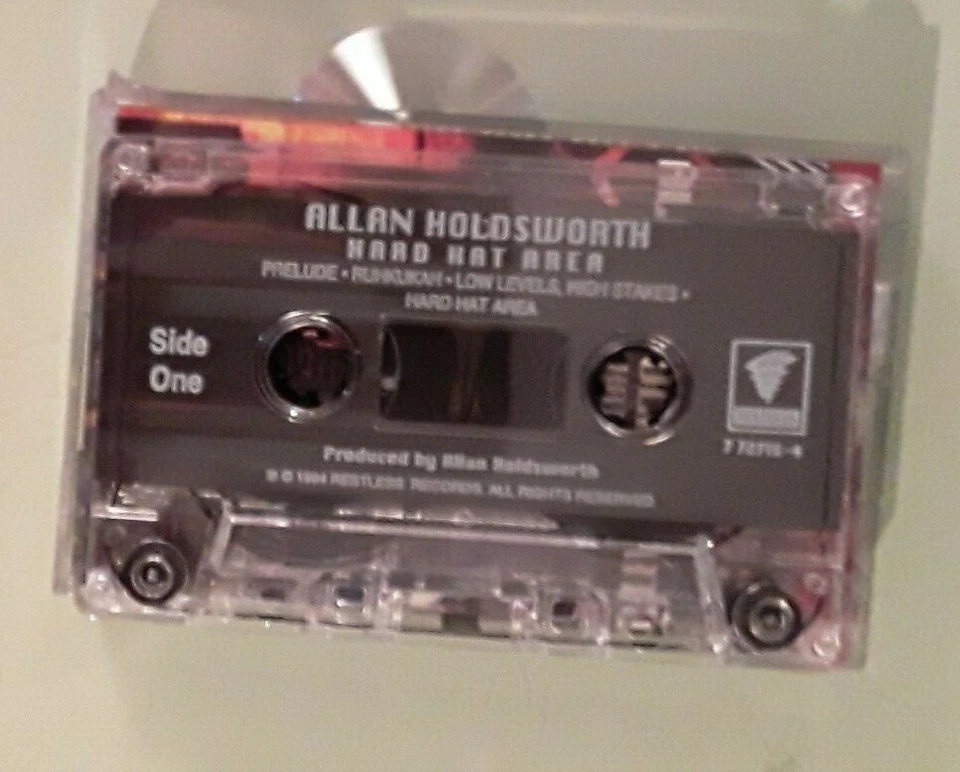 ALLAN HOLDSWORTH
HARD HAT AREA
PRELUDE • RUHKUKAH • LOW LEVELS, HIGH STAKES •
HARD HAT AREA
Side
One
Produced by Allan Holdsworth
℗ © 1994 RESTLESS RECORDS. ALL RIGHTS RESERVED